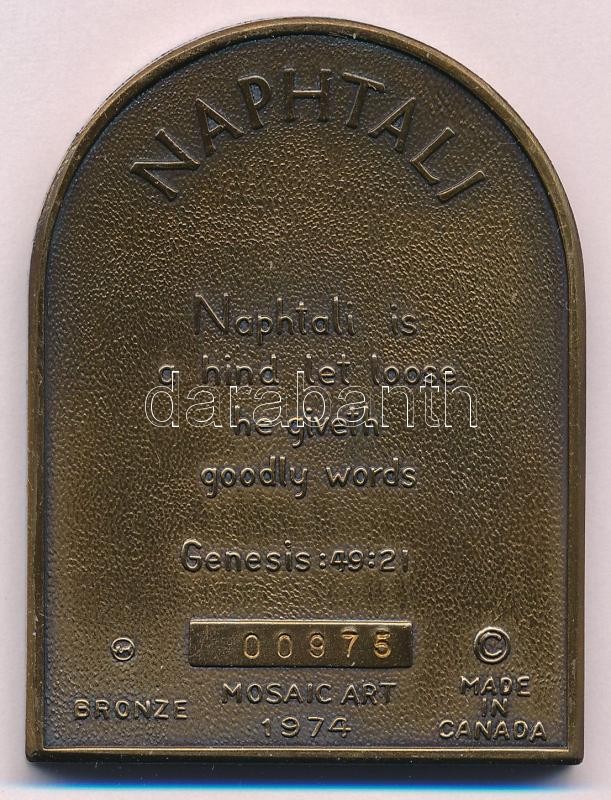 NAPHTALI
Naphtali is
a hind let loose
he giveth
goodly words
Genesis:49:21
00975
BRONZE
MOSAIC ART
1974
©
MADE
IN
CANADA
darabanth